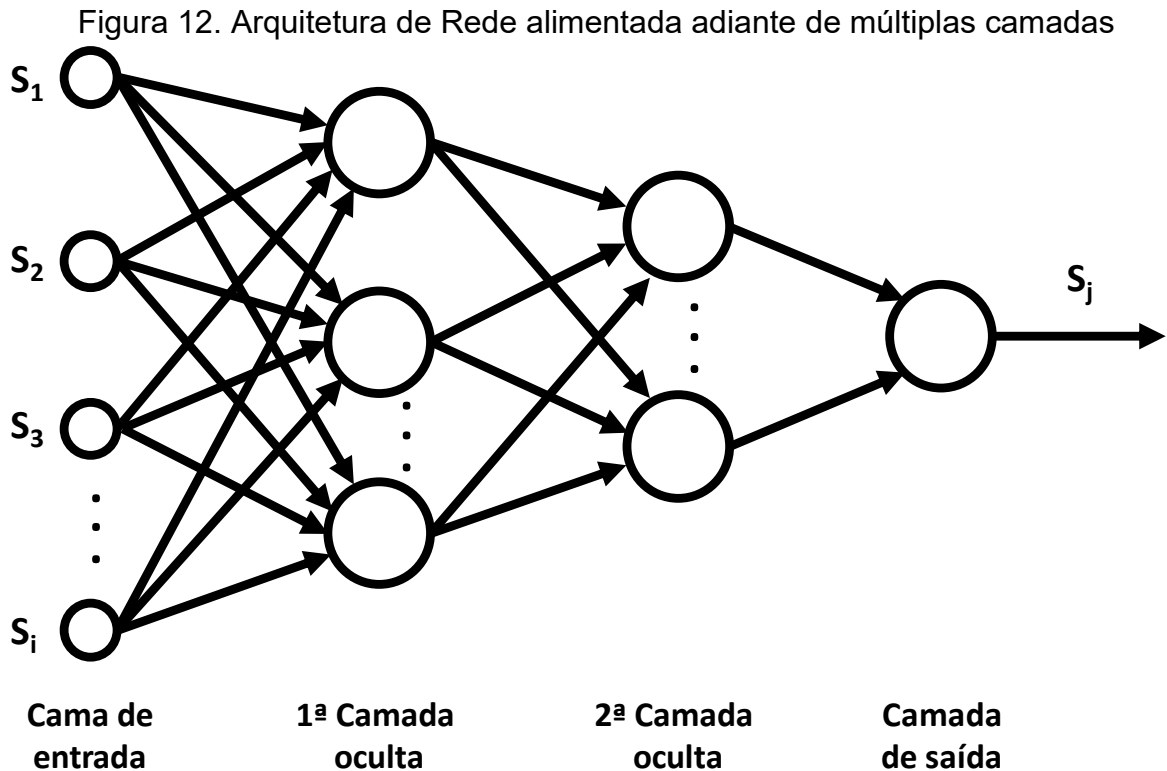 Figura 12. Arquitetura de Rede alimentada adiante de múltiplas camadas
S₁
S₂
S₃
Sᵢ
Sⱼ
Cama de
entrada
1ª Camada
oculta
2ª Camada
oculta
Camada
de saída